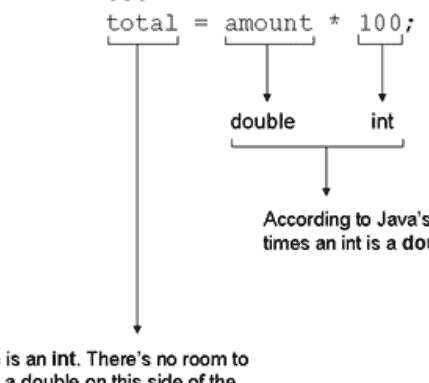 total = amount * 100;
double int
According to Java's
times an int is a
is an int. There's no room to
a double on this side of the